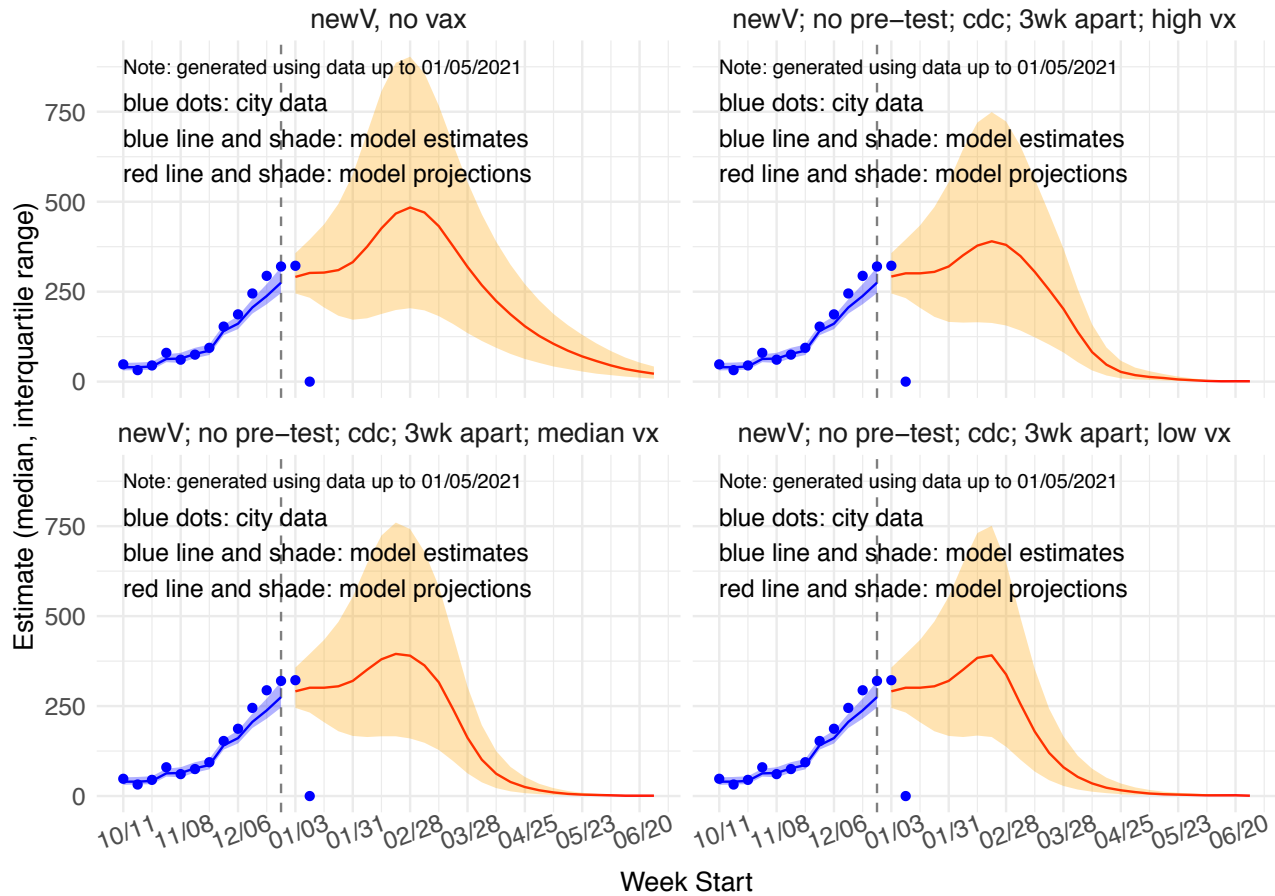 newV, no vax
newV; no pre−test; cdc; 3wk apart; high vx
Note: generated using data up to 01/05/2021
blue dots: city data
blue line and shade: model estimates
red line and shade: model projections
Note: generated using data up to 01/05/2021
blue dots: city data
blue line and shade: model estimates
red line and shade: model projections
750
500
250
0
newV; no pre−test; cdc; 3wk apart; median vx
newV; no pre−test; cdc; 3wk apart; low vx
Note: generated using data up to 01/05/2021
blue dots: city data
blue line and shade: model estimates
red line and shade: model projections
Note: generated using data up to 01/05/2021
blue dots: city data
blue line and shade: model estimates
red line and shade: model projections
750
500
250
0
Estimate (median, interquartile range)
10/11 11/08 12/06 01/03 01/31 02/28 03/28 04/25 05/23 06/20
10/11 11/08 12/06 01/03 01/31 02/28 03/28 04/25 05/23 06/20
Week Start